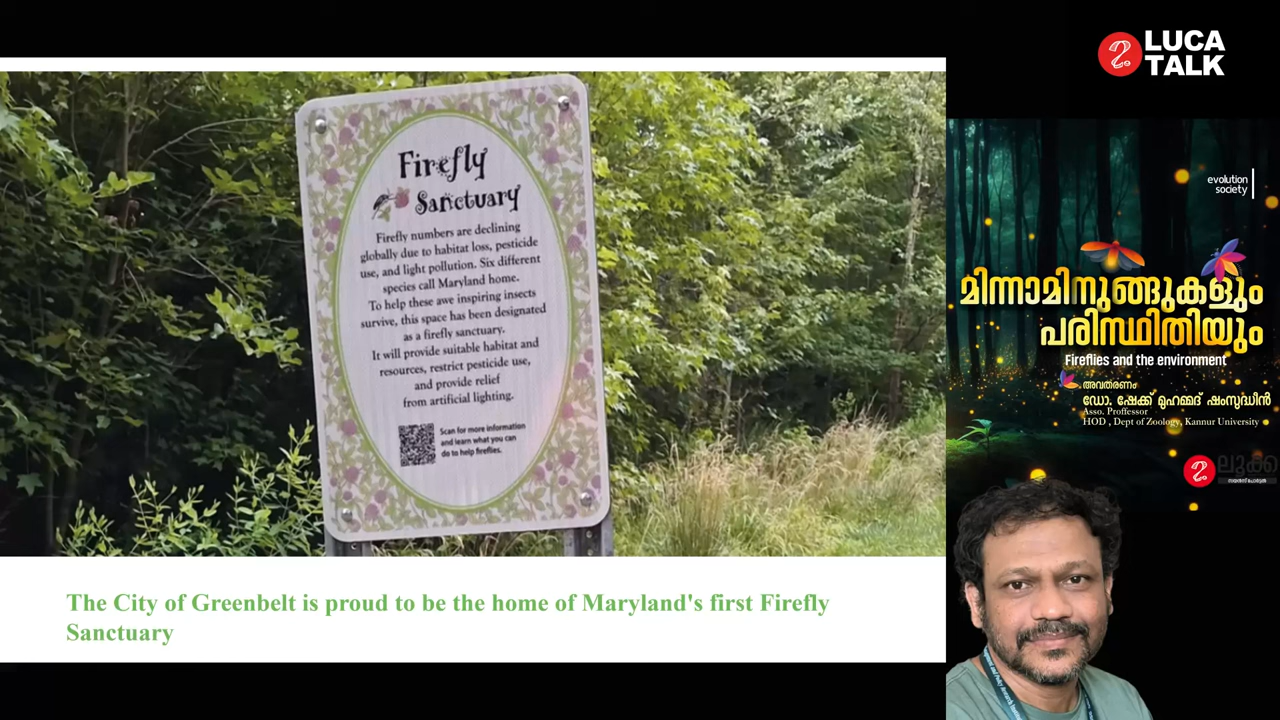 LUCA
TALK
Firefly
Sanctuary
Firefly numbers are declining
globally due to habitat loss, pesticide
use, and light pollution. Six different
species call Maryland home.
To help these awe inspiring insects
survive, this space has been designated
as a firefly sanctuary.
It will provide suitable habitat and
resources, restrict pesticide use,
and provide relief
from artificial lighting.
Scan for more information
and learn what you can
do to help fireflies.
The City of Greenbelt is proud to be the home of Maryland's first Firefly
Sanctuary
evolution
society
മിന്നാമിനുങ്ങുകളും
പരിസ്ഥിതിയും
Fireflies and the environment
അവതരണം
ഡോ. ഷേക്ക് മുഹമ്മദ് ഷംസുദ്ധീൻ
Asso. Proffessor
HOD , Dept of Zoology, Kannur University
ലൂക്ക